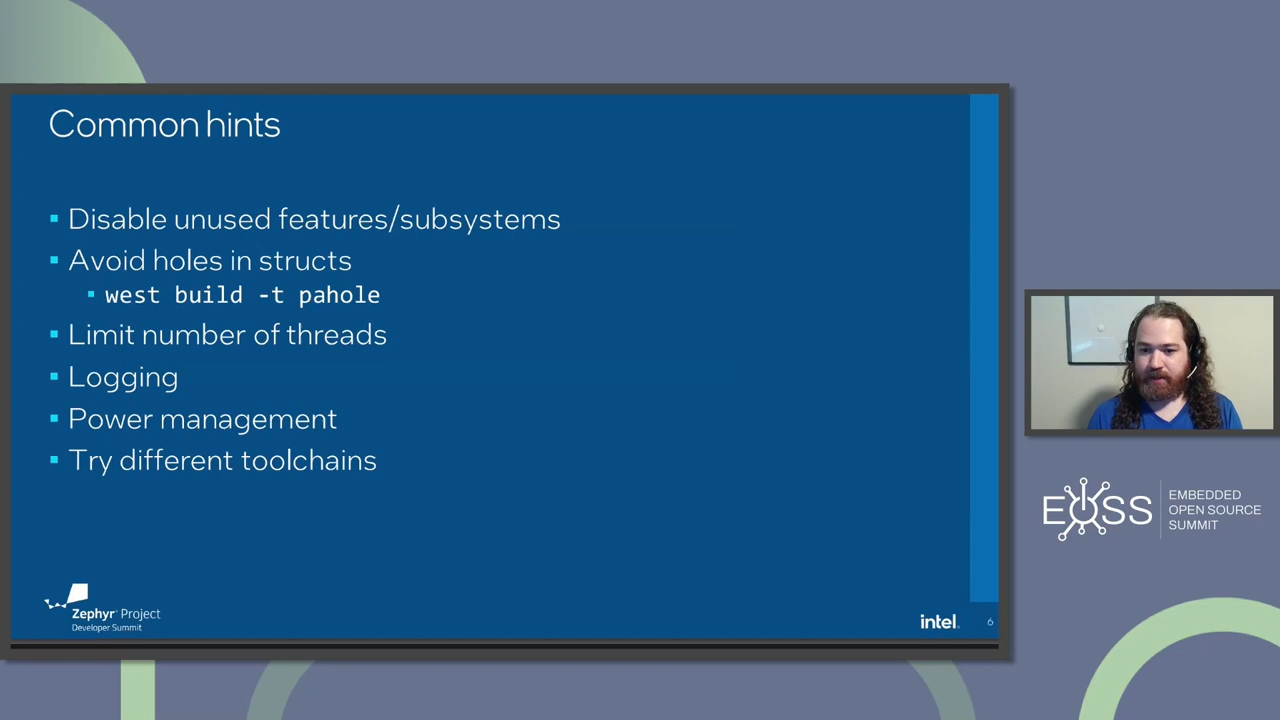 Common hints
Disable unused features/subsystems
Avoid holes in structs
west build -t pahole
Limit number of threads
Logging
Power management
Try different toolchains
Zephyr® Project
Developer Summit
intel.
6
EOSS
EMBEDDED
OPEN SOURCE
SUMMIT